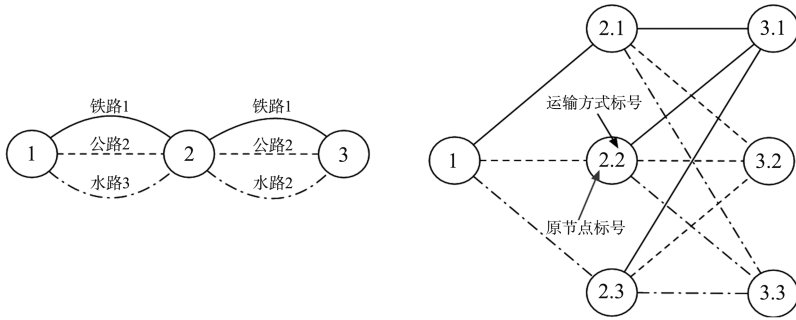 铁路1
铁路1
1
公路2
2
公路2
3
水路3
水路2
2.1
3.1
运输方式标号
1
2.2
3.2
原节点标号
2.3
3.3